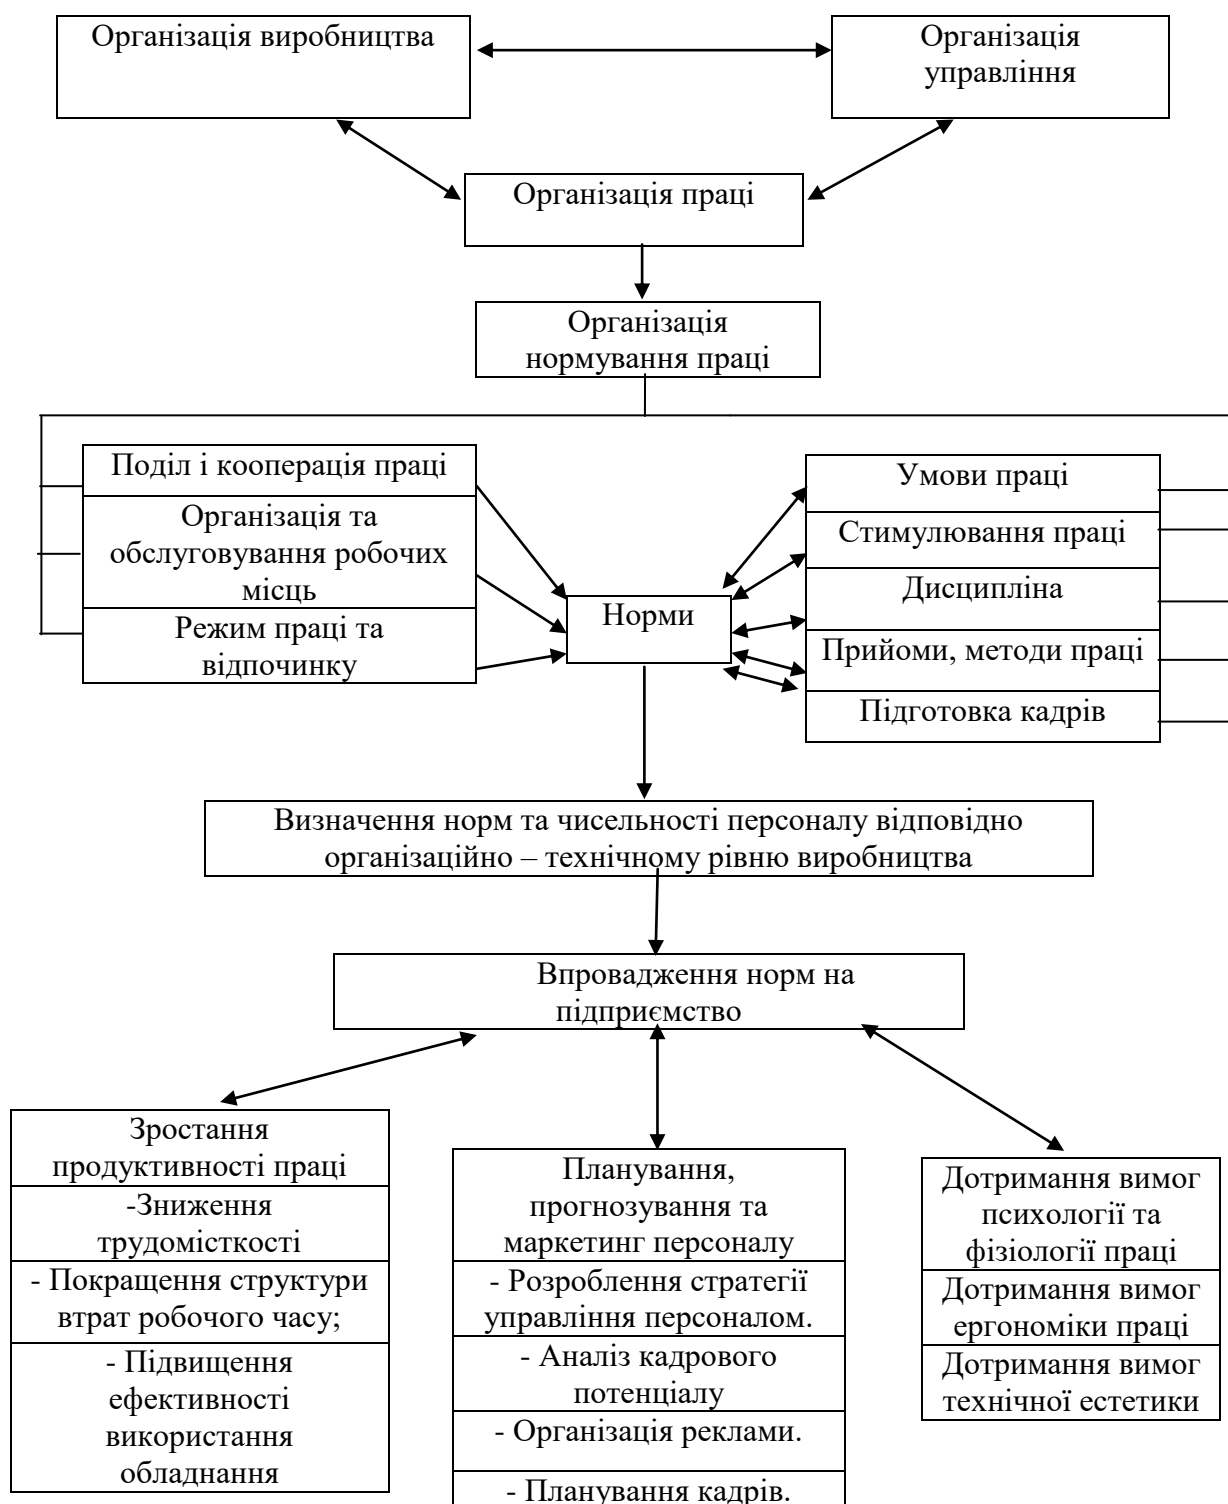 Організація виробництва
Організація
управління
Організація праці
Організація
нормування праці
Поділ і кооперація праці
Організація та
обслуговування робочих
місць
Режим праці та
відпочинку
Норми
Умови праці
Стимулювання праці
Дисципліна
Прийоми, методи праці
Підготовка кадрів
Визначення норм та чисельності персоналу відповідно
організаційно – технічному рівню виробництва
Впровадження норм на
підприємство
Зростання
продуктивності праці
-Зниження
трудомісткості
- Покращення структури
втрат робочого часу;
- Підвищення
ефективності
використання
обладнання
Планування,
прогнозування та
маркетинг персоналу
- Розроблення стратегії
управління персоналом.
- Аналіз кадрового
потенціалу
- Організація реклами.
- Планування кадрів.
Дотримання вимог
психології та
фізіології праці
Дотримання вимог
ергономіки праці
Дотримання вимог
технічної естетики